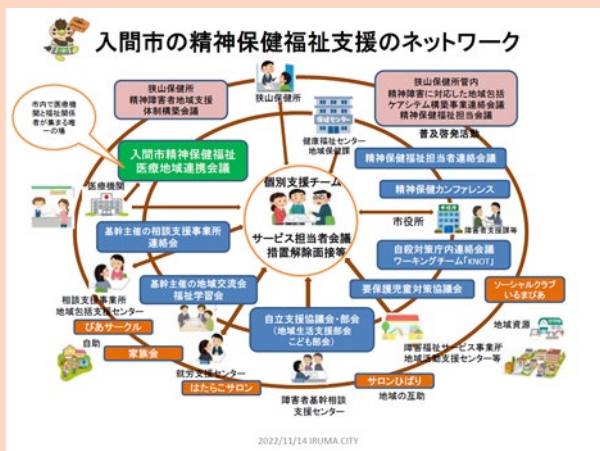 入間市の精神保健福祉支援のネットワーク
狭山保健所
精神障害者地域支援
体制構築会議
狭山保健所
狭山保健所管内
精神障害に対応した地域包括
ケアシテム構築事業連絡会議
精神保健福祉担当会議
普及啓発活動
市内で医療機
関と福祉関係
者が集まる唯
一の場
保健センター
健康福祉センター
地域保健課
入間市精神保健福祉
医療地域連携会議
精神保健福祉担当者連絡会議
医療機関
個別支援チーム
精神保健カンファレンス
市役所
市役所
障害者支援課等
基幹主催の相談支援事業所
連絡会
サービス担当者会議
措置解除面接等
自殺対策庁内連絡会議
ワーキングチーム「KNOT」
基幹主催の地域交流会
福祉学習会
要保護児童対策協議会
ソーシャルクラブ
いるまぴあ
相談支援事業所
地域包括支援センター
自立支援協議会・部会
(地域生活支援部会
こども部会)
地域資源
ぴあサークル
自助
家族会
障害福祉サービス事業所
地域活動支援センター等
就労支援センター
はたらこサロン
障害者基幹相談
支援センター
サロンひばり
地域の互助
2022/11/14 IRUMA CITY